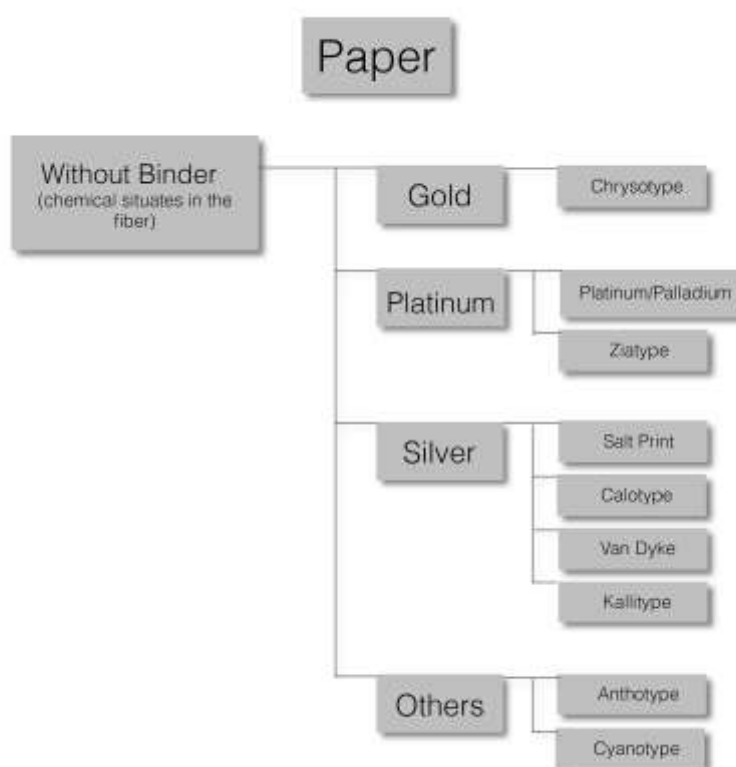 Paper
Without Binder
(chemical situates in the
fiber)
Gold
Chrysotype
Platinum
Platinum/Palladium
Ziatype
Silver
Salt Print
Calotype
Van Dyke
Kallitype
Others
Anthotype
Cyanotype